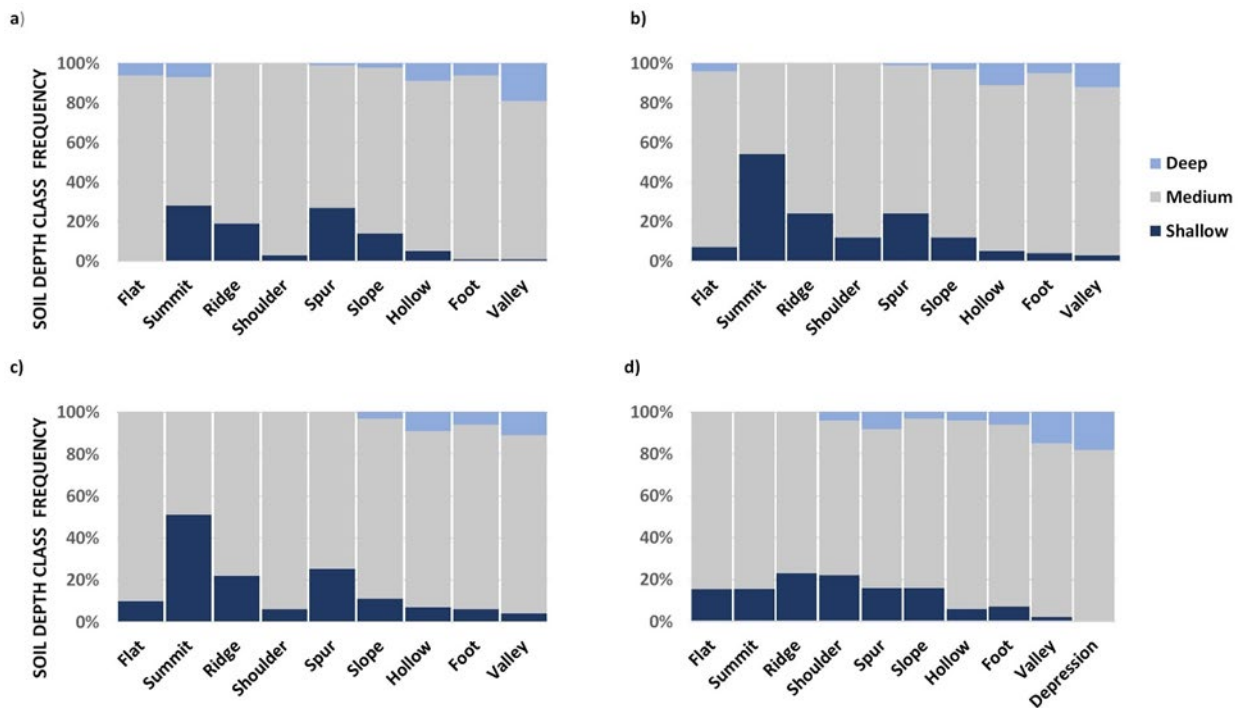 a)
b)
SOIL DEPTH CLASS FREQUENCY
100%
80%
60%
40%
20%
0%
Flat
Summit
Ridge
Shoulder
Spur
Slope
Hollow
Foot
Valley
100%
80%
60%
40%
20%
0%
Flat
Summit
Ridge
Shoulder
Spur
Slope
Hollow
Foot
Valley
Deep
Medium
Shallow
c)
d)
SOIL DEPTH CLASS FREQUENCY
100%
80%
60%
40%
20%
0%
Flat
Summit
Ridge
Shoulder
Spur
Slope
Hollow
Foot
Valley
100%
80%
60%
40%
20%
0%
Flat
Summit
Ridge
Shoulder
Spur
Slope
Hollow
Foot
Valley
Depression